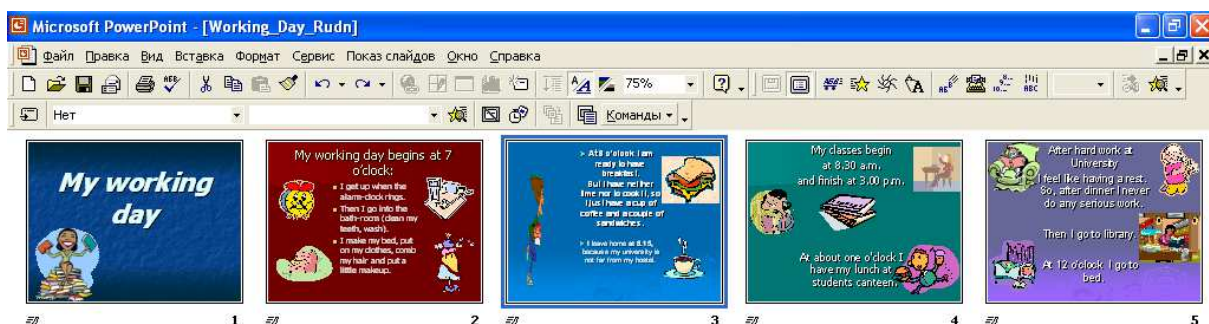 Microsoft PowerPoint - [Working_Day_Rudn]
Файл Правка Вид Вставка Формат Сервис Показ слайдов Окно Справка
75%
Нет
Команды
My working
day
My working day begins at 7
o'clock:
I get up when the
alarm-clock rings.
Then I go into the
bath-room (clean my
teeth, wash).
I make my bed, put
on my clothes, comb
my hair and put a
little makeup.
At 8 o'clock I am
ready to have
breakfast.
But I have neither
time nor to cook it, so
I jus have a cup of
coffee and a couple of
sandwiches.
I leave home at 8.15,
because my university is
not far from my hostel.
My classes begin
at 8.30 a.m.
and finish at 3.00 p.m.
At about one o'clock I
have my lunch at
students canteen.
After hard work at
University
I feel like having a rest.
So, after dinner I never
do any serious work.
Then I go to library.
At 12 o'clock I go to
bed.
1
2
3
4
5